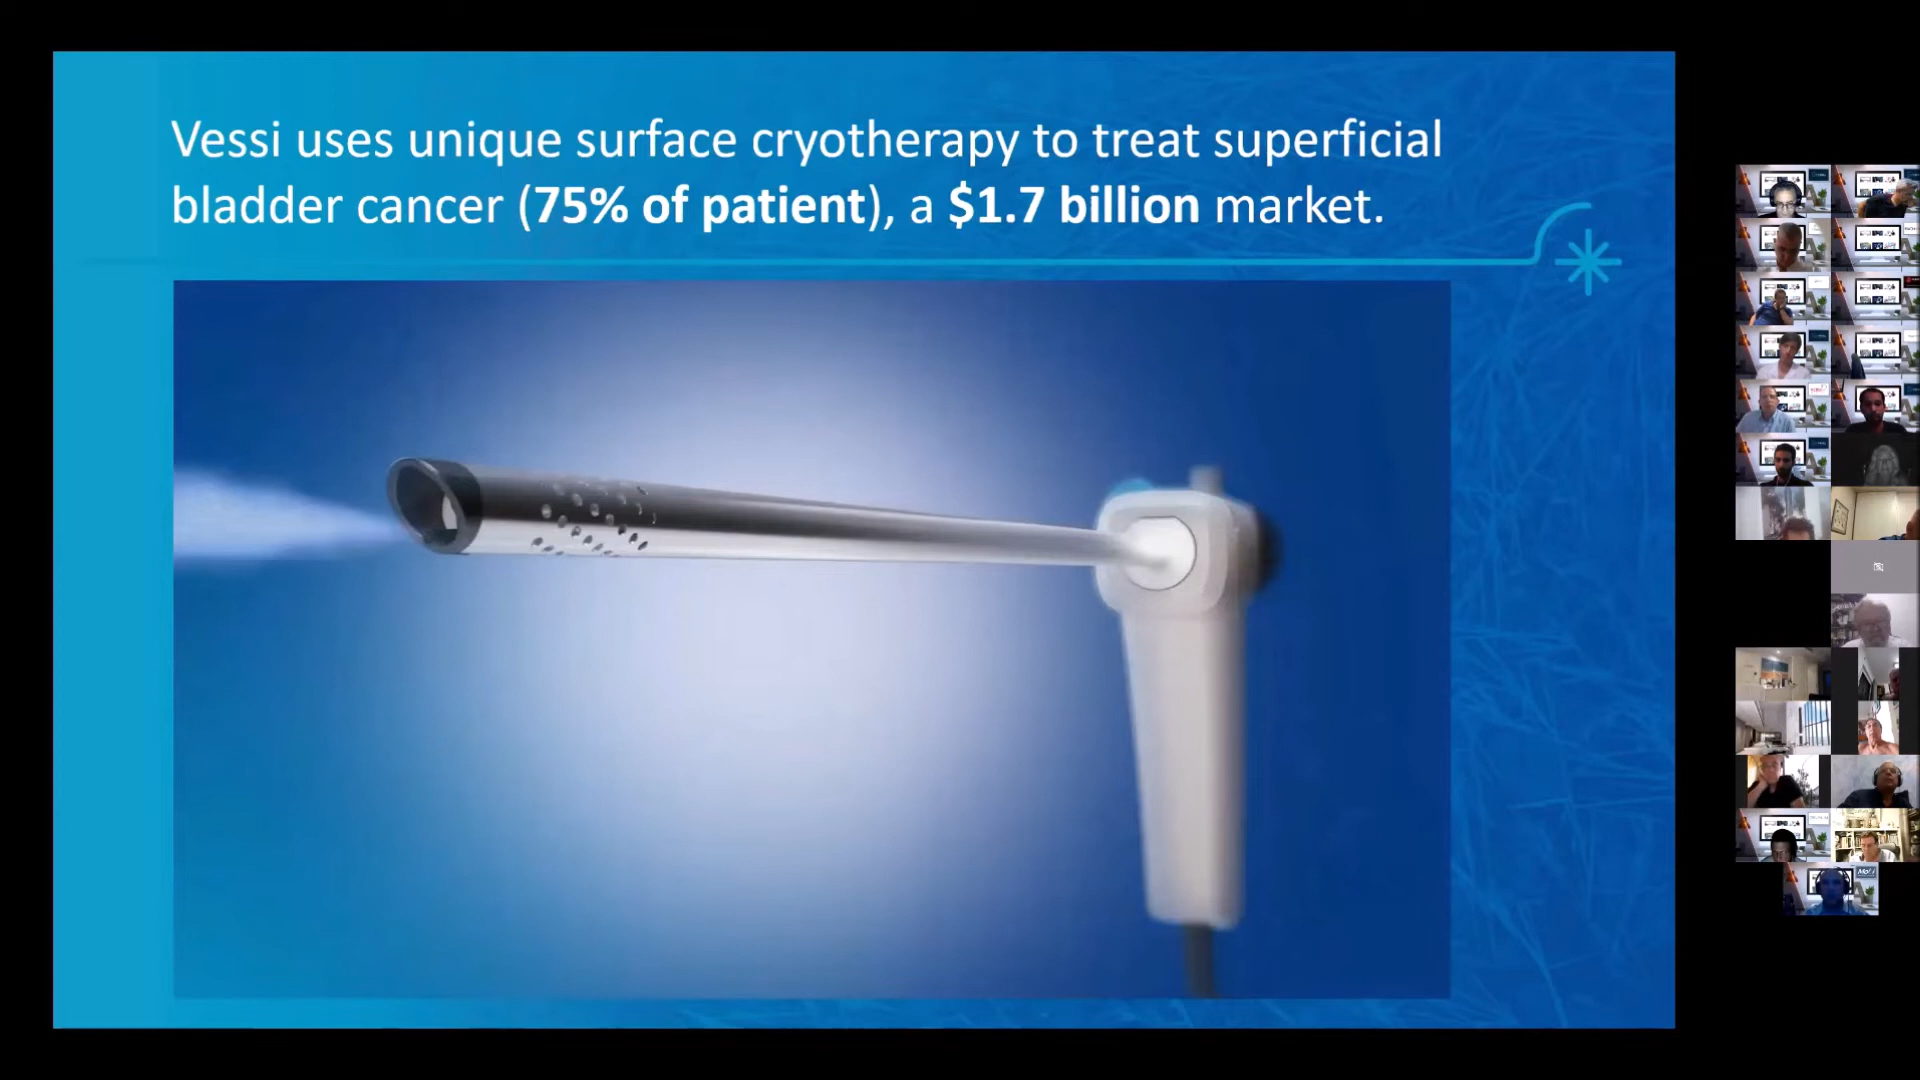 Vessi uses unique surface cryotherapy to treat superficial
bladder cancer (75% of patient), a $1.7 billion market.